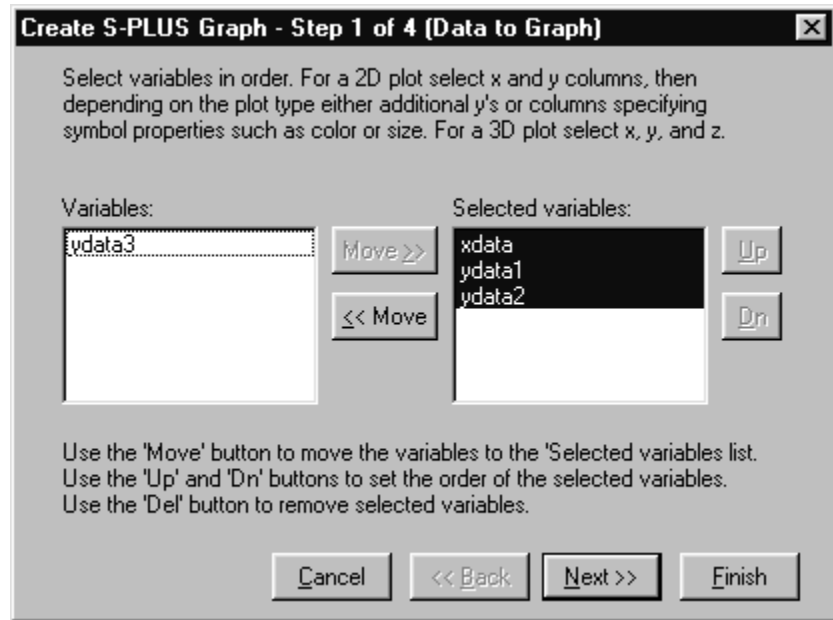 Create S-PLUS Graph - Step 1 of 4 (Data to Graph)
Select variables in order. For a 2D plot select x and y columns, then
depending on the plot type either additional y's or columns specifying
symbol properties such as color or size. For a 3D plot select x, y, and z.
Variables:
Selected variables:
ydata3
Move >>
<< Move
xdata
ydata1
ydata2
Up
Dn
Use the 'Move' button to move the variables to the 'Selected variables list.
Use the 'Up' and 'Dn' buttons to set the order of the selected variables.
Use the 'Del' button to remove selected variables.
Cancel
<< Back
Next >>
Finish